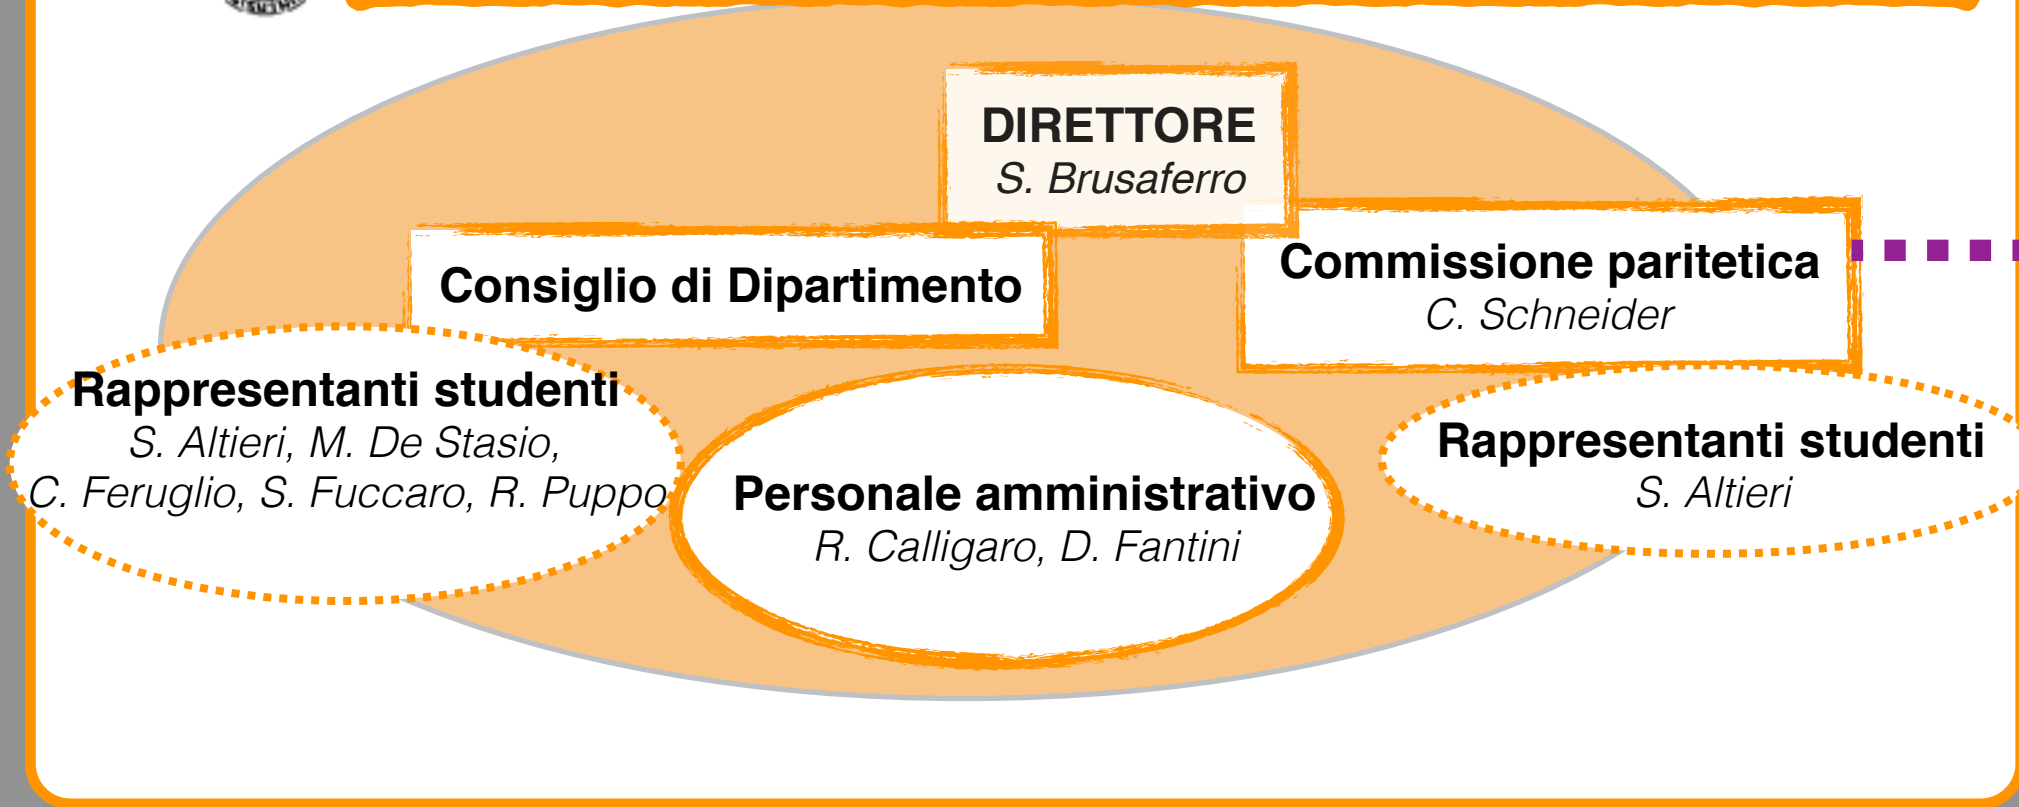 DIRETTORE
S. Brusaferro
Consiglio di Dipartimento
Commissione paritetica
C. Schneider
Rappresentanti studenti
S. Altieri, M. De Stasio,
C. Feruglio, S. Fuccaro, R. Puppo
Personale amministrativo
R. Calligaro, D. Fantini
Rappresentanti studenti
S. Altieri